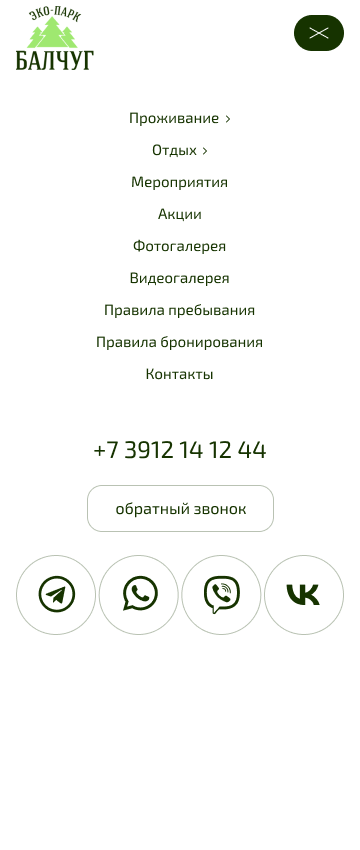 ЭКО-ПАРК
БАЛЧУГ
Проживание
Отдых
Мероприятия
Акции
Фотогалерея
Видеогалерея
Правила пребывания
Правила бронирования
Контакты
+7 3912 14 12 44
обратный звонок